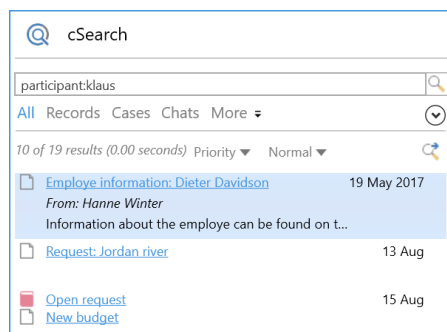 cSearch
participant:klaus
All Records Cases Chats More
10 of 19 results (0.00 seconds) Priority Normal
Employe information: Dieter Davidson 19 May 2017
From: Hanne Winter
Information about the employe can be found on t...
Request: Jordan river 13 Aug
Open request 15 Aug
New budget